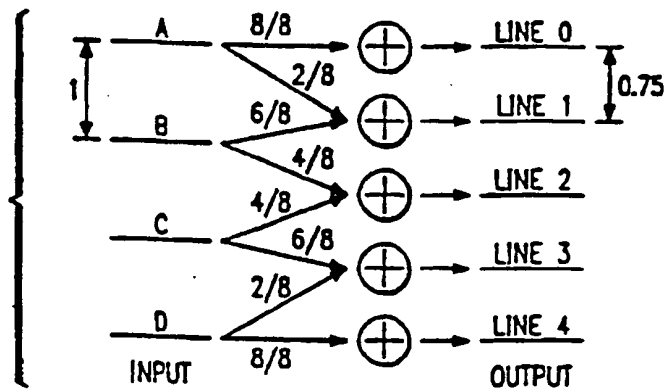 A 8/8 LINE 0
1 2/8 0.75
B 6/8 LINE 1
4/8
4/8 LINE 2
C 6/8 LINE 3
2/8
D 8/8 LINE 4
INPUT OUTPUT